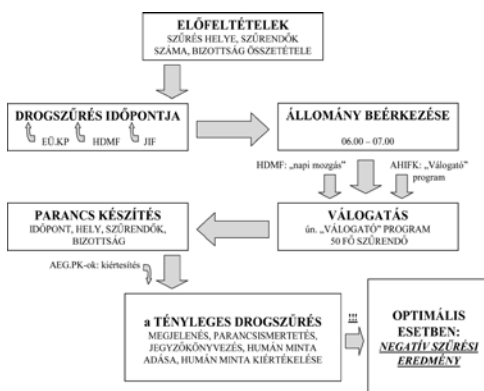 ELŐFELTÉTELEK
SZŰRÉS HELYE, SZŰRENDŐK
SZÁMA, BIZOTTSÁG ÖSSZETÉTELE
DROGSZŰRÉS IDŐPONTJA
EÜ.KP HDMF JIF
ÁLLOMÁNY BEÉRKEZÉSE
06.00 – 07.00
HDMF: „napi mozgás”
AHIFK: „Válogató”
program
PARANCS KÉSZÍTÉS
IDŐPONT, HELY, SZŰRENDŐK,
BIZOTTSÁG
VÁLOGATÁS
ún. „VÁLOGATÓ” PROGRAM
50 FŐ SZŰRENDŐ
AEG.PK-ok: kiértesítés
a TÉNYLEGES DROGSZŰRÉS
MEGJELENÉS, PARANCSISMERTETÉS,
JEGYZŐKÖNYVEZÉS, HUMÁN MINTA
ADÁSA, HUMÁN MINTA KIÉRTÉKELÉSE
!!!
OPTIMÁLIS
ESETBEN:
NEGATÍV SZŰRÉSI
EREDMÉNY